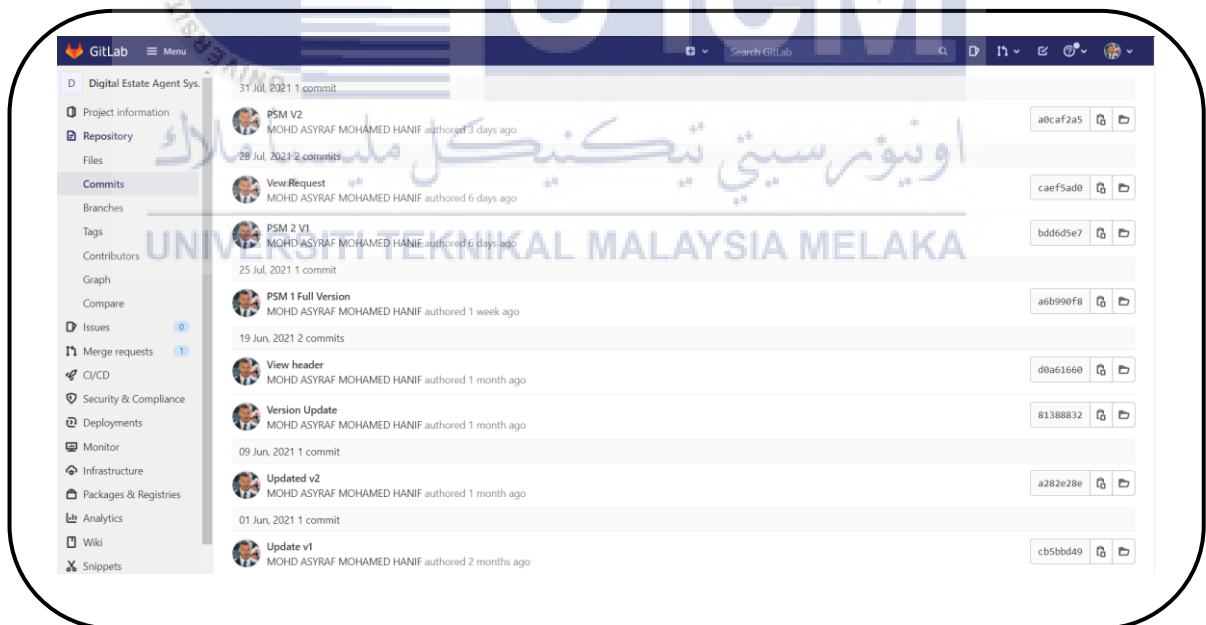 UTeM
GitLab Menu Search GitLab
D Digital Estate Agent Sys.
Project information
Repository
Files
Commits
Branches
Tags
Contributors
Graph
Compare
Issues 0
Merge requests 1
CI/CD
Security & Compliance
Deployments
Monitor
Infrastructure
Packages & Registries
Analytics
Wiki
Snippets
31 Jul, 2021 1 commit
PSM V2
MOHD ASYRAF MOHAMED HANIF authored 3 days ago
a0caf2a5
28 Jul, 2021 2 commits
Vew Request
MOHD ASYRAF MOHAMED HANIF authored 6 days ago
caef5ad0
PSM 2 V1
MOHD ASYRAF MOHAMED HANIF authored 6 days ago
bdd6d5e7
25 Jul, 2021 1 commit
PSM 1 Full Version
MOHD ASYRAF MOHAMED HANIF authored 1 week ago
a6b990f8
19 Jun, 2021 2 commits
View header
MOHD ASYRAF MOHAMED HANIF authored 1 month ago
d0a61660
Version Update
MOHD ASYRAF MOHAMED HANIF authored 1 month ago
81388832
09 Jun, 2021 1 commit
Updated v2
MOHD ASYRAF MOHAMED HANIF authored 1 month ago
a282e28e
01 Jun, 2021 1 commit
Update v1
MOHD ASYRAF MOHAMED HANIF authored 2 months ago
cb5bbd49
اونيۏرسيتي تيكنيكل مليسيا ملاك
UNIVERSITI TEKNIKAL MALAYSIA MELAKA